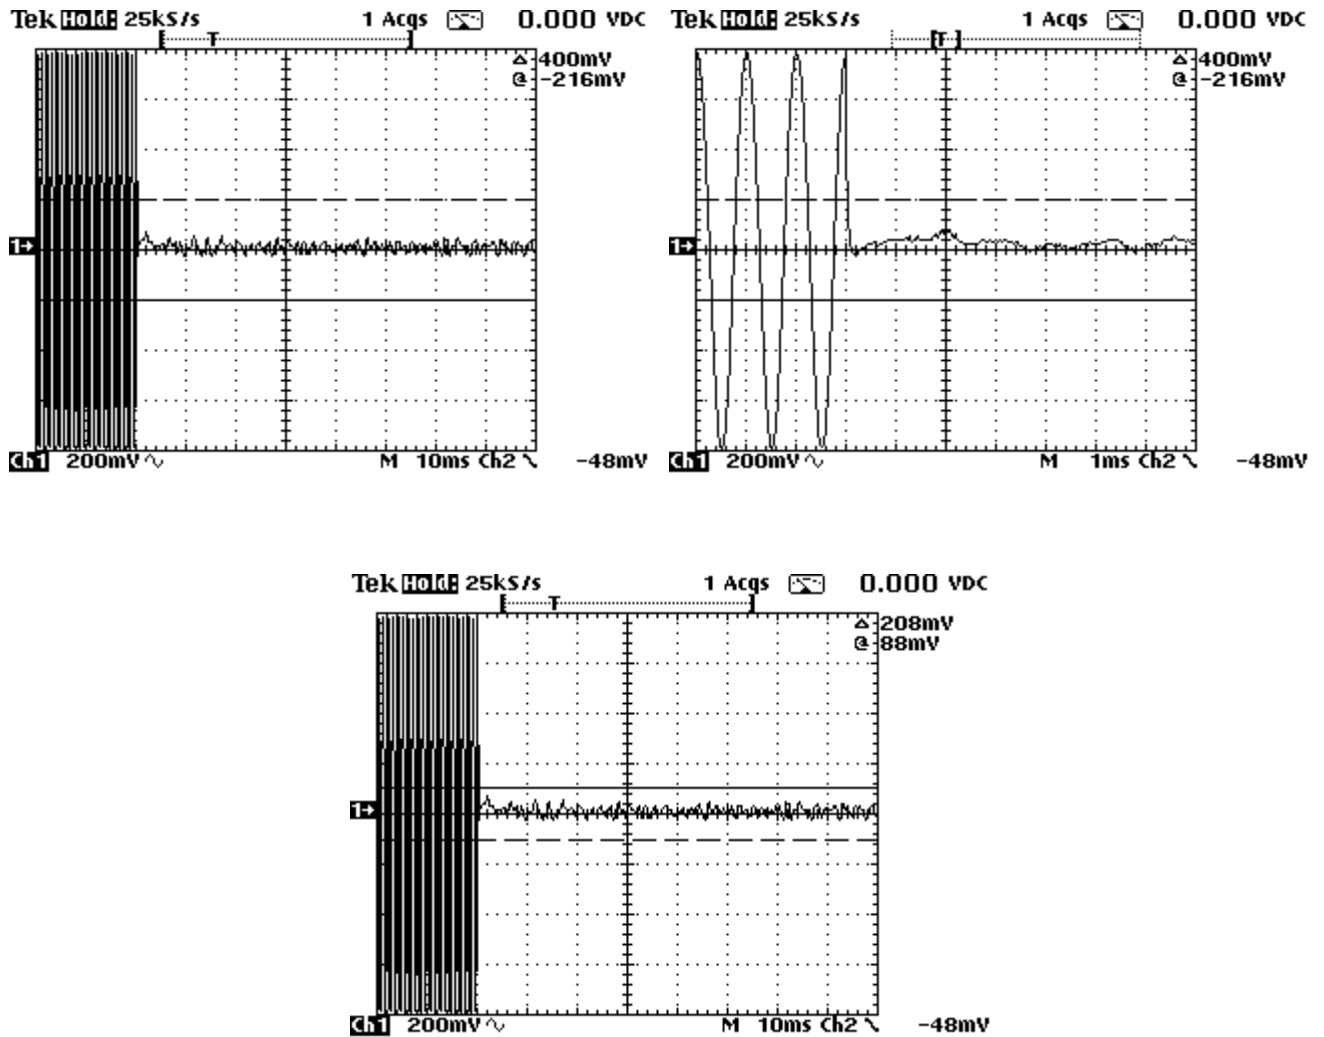 Tek Hold: 25kS/s 1 Acqs 0.000 VDC
T
Δ 400mV
@ -216mV
1→
Ch1 200mV∿ M 10ms Ch2 \ -48mV
Tek Hold: 25kS/s 1 Acqs 0.000 VDC
T
Δ 400mV
@ -216mV
1→
Ch1 200mV∿ M 1ms Ch2 \ -48mV
Tek Hold: 25kS/s 1 Acqs 0.000 VDC
T
Δ 208mV
@ 88mV
1→
Ch1 200mV∿ M 10ms Ch2 \ -48mV